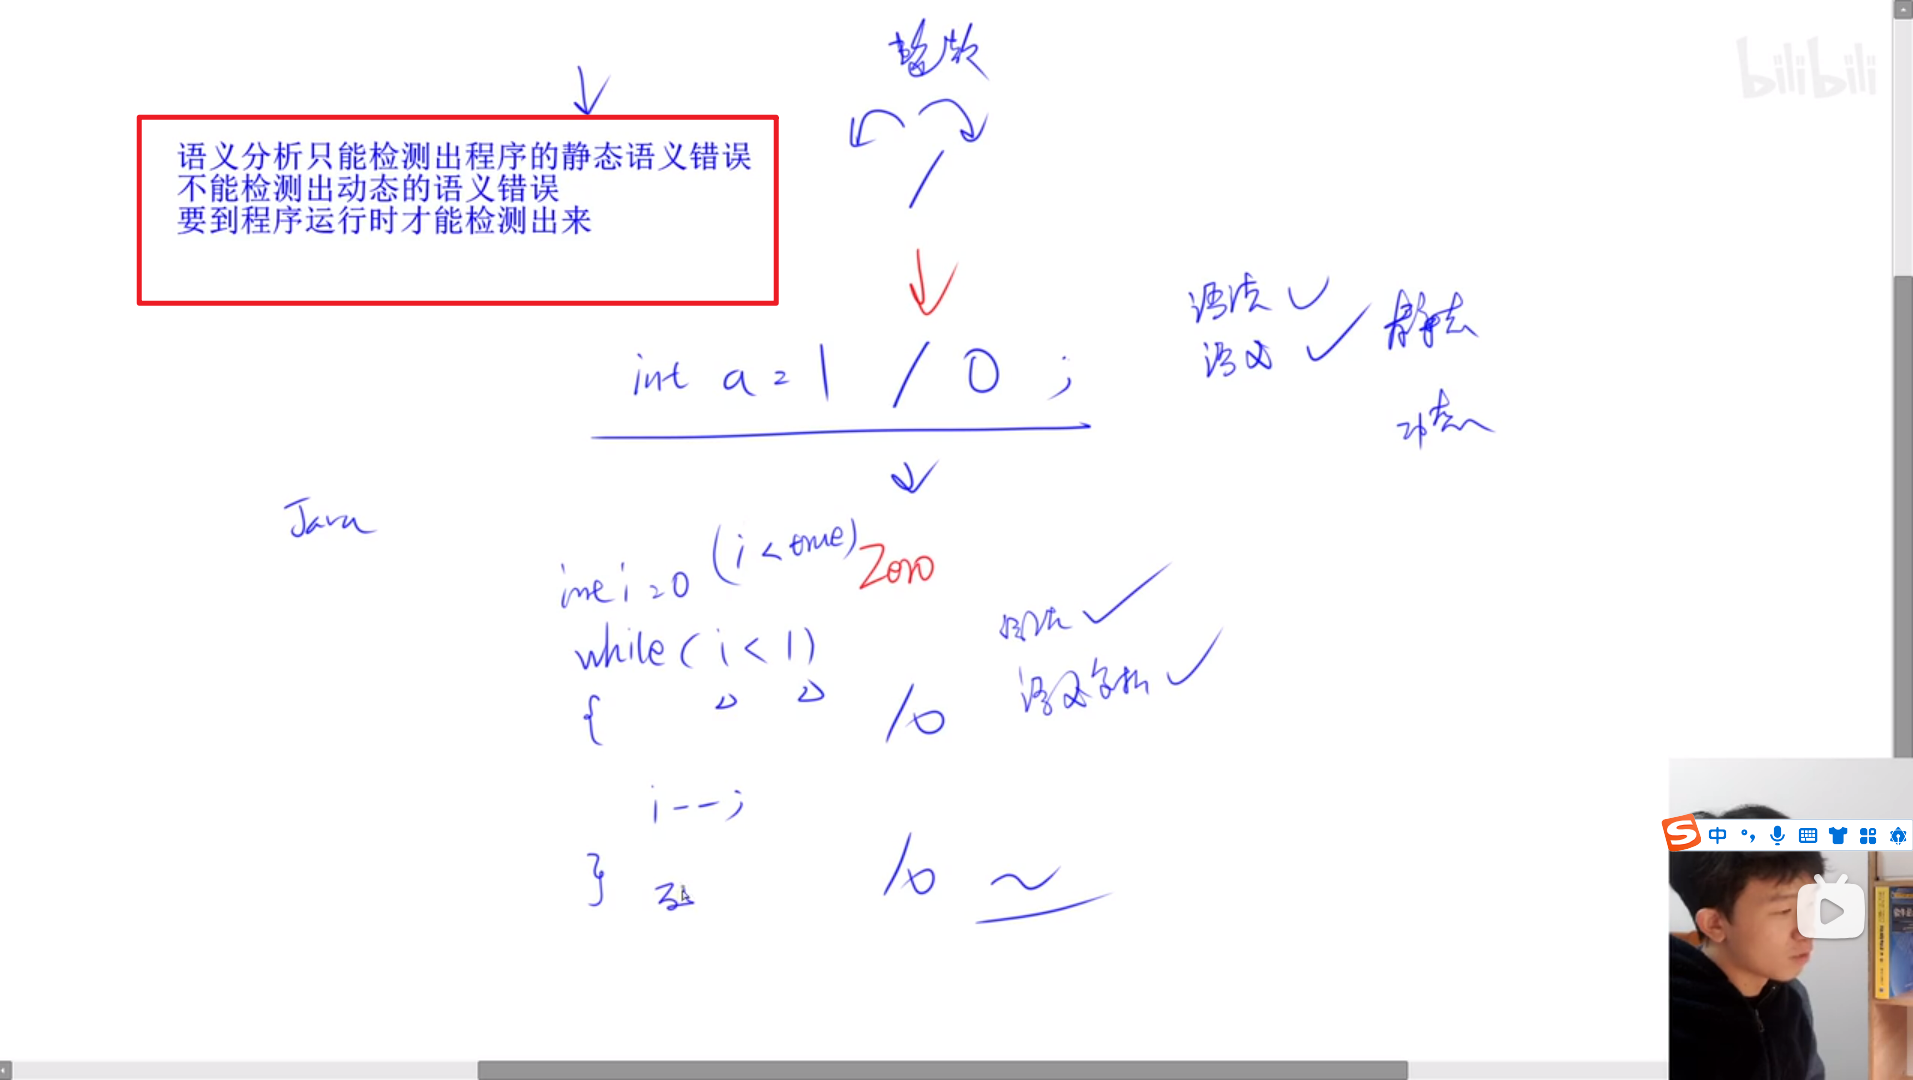 bilibili
语义分析只能检测出程序的静态语义错误
不能检测出动态的语义错误
要到程序运行时才能检测出来
语法
语义
静态
动态
int a = 1 / 0 ;
Java
(i < true)
Zero
int i = 0
while ( i < 1)
语法
语义分析
{
/0
i--;
}
/0
中